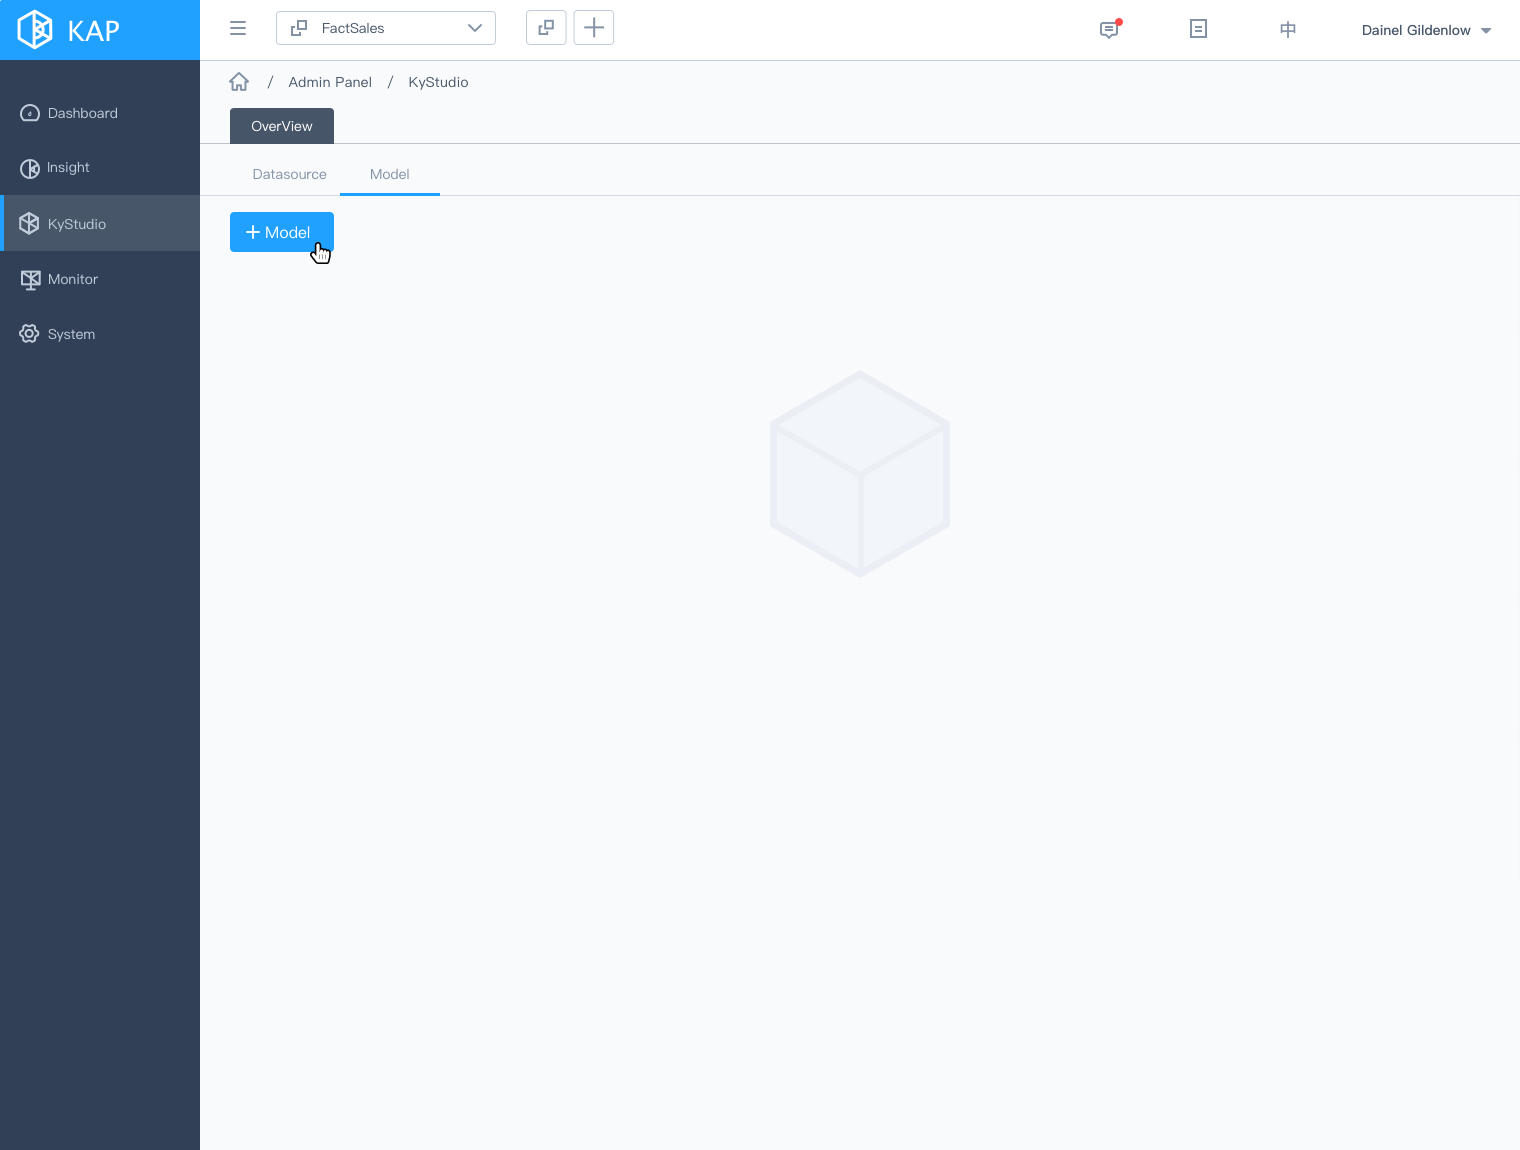 KAP
FactSales
中
Dainel Gildenlow
/ Admin Panel / KyStudio
OverView
Datasource
Model
+ Model
Dashboard
Insight
KyStudio
Monitor
System